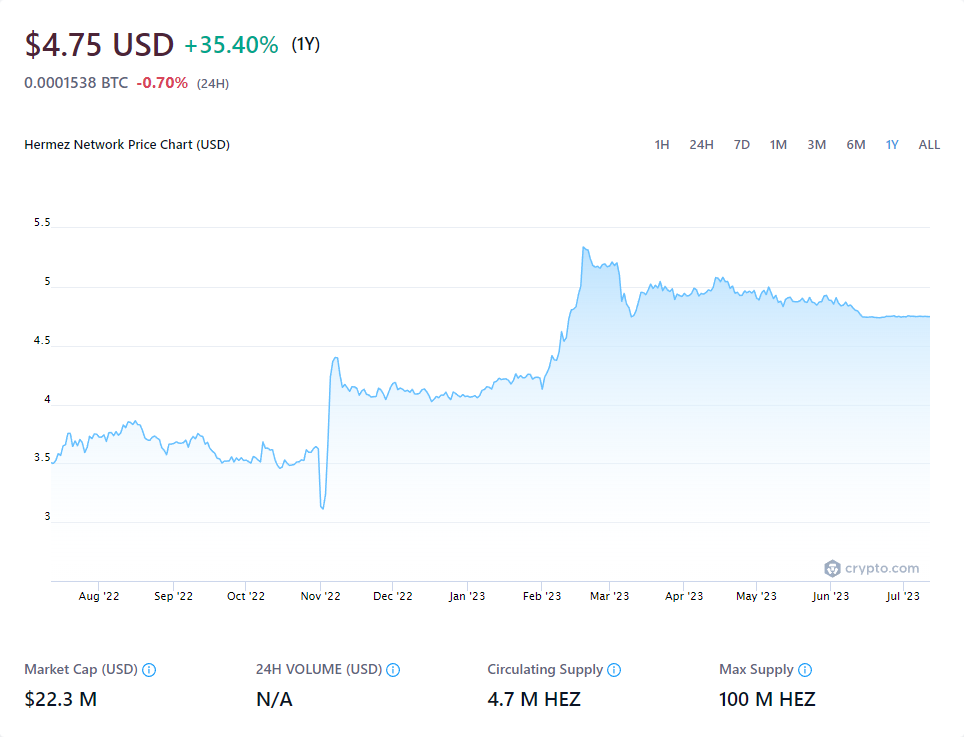 $4.75 USD +35.40% (1Y)
0.0001538 BTC -0.70% (24H)
Hermez Network Price Chart (USD) 1H 24H 7D 1M 3M 6M 1Y ALL
5.5
5
4.5
4
3.5
3
crypto.com
Aug '22 Sep '22 Oct '22 Nov '22 Dec '22 Jan '23 Feb '23 Mar '23 Apr '23 May '23 Jun '23 Jul '23
Market Cap (USD) 24H VOLUME (USD) Circulating Supply Max Supply
$22.3 M N/A 4.7 M HEZ 100 M HEZ